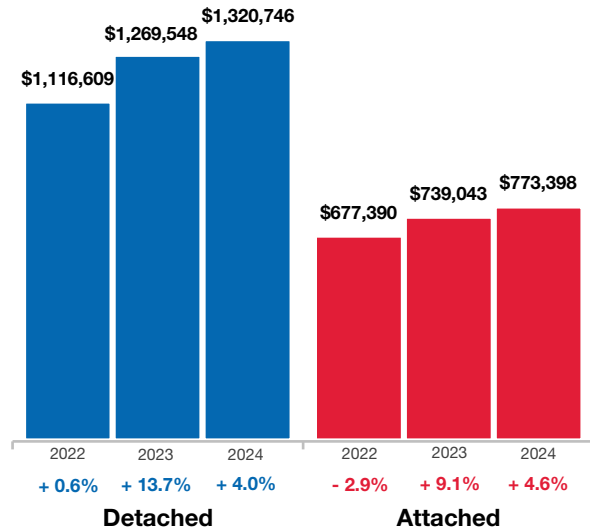 $1,116,609
$1,269,548
$1,320,746
$677,390
$739,043
$773,398
2022 2023 2024 2022 2023 2024
+ 0.6% + 13.7% + 4.0% - 2.9% + 9.1% + 4.6%
Detached Attached